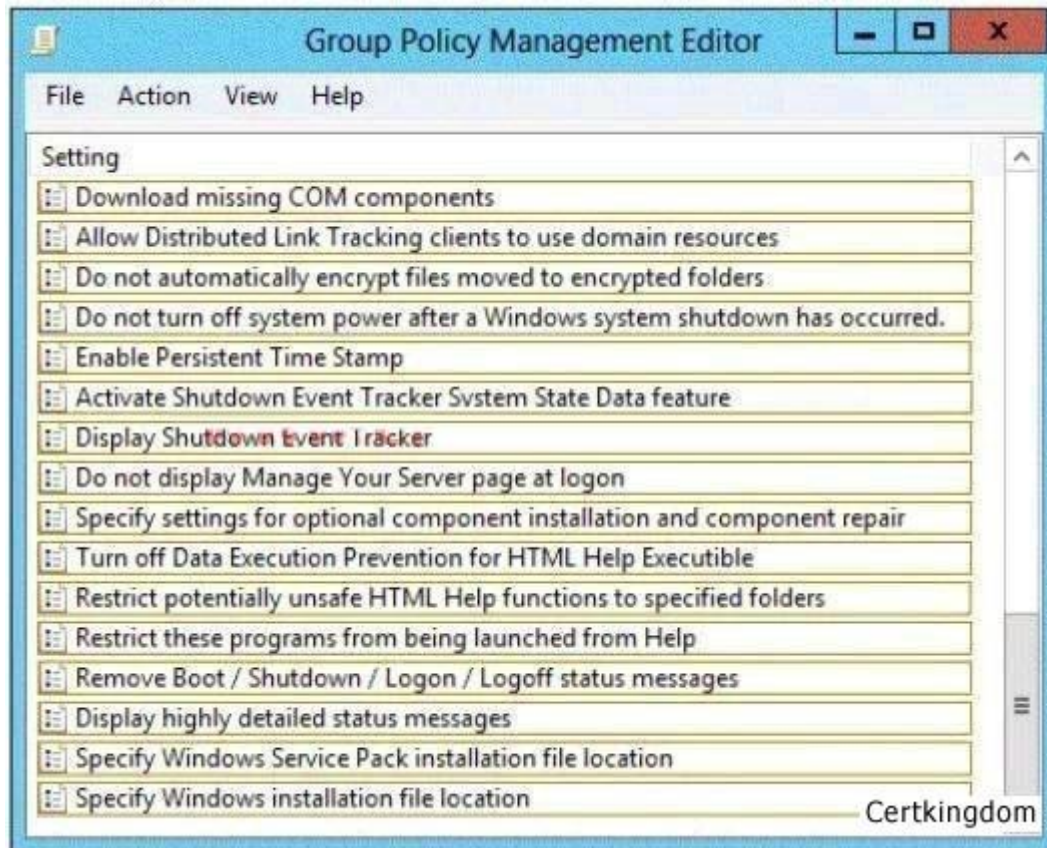 Group Policy Management Editor
File Action View Help
Setting
Download missing COM components
Allow Distributed Link Tracking clients to use domain resources
Do not automatically encrypt files moved to encrypted folders
Do not turn off system power after a Windows system shutdown has occurred.
Enable Persistent Time Stamp
Activate Shutdown Event Tracker System State Data feature
Display Shutdown Event Tracker
Do not display Manage Your Server page at logon
Specify settings for optional component installation and component repair
Turn off Data Execution Prevention for HTML Help Executible
Restrict potentially unsafe HTML Help functions to specified folders
Restrict these programs from being launched from Help
Remove Boot / Shutdown / Logon / Logoff status messages
Display highly detailed status messages
Specify Windows Service Pack installation file location
Specify Windows installation file location
Certkingdom